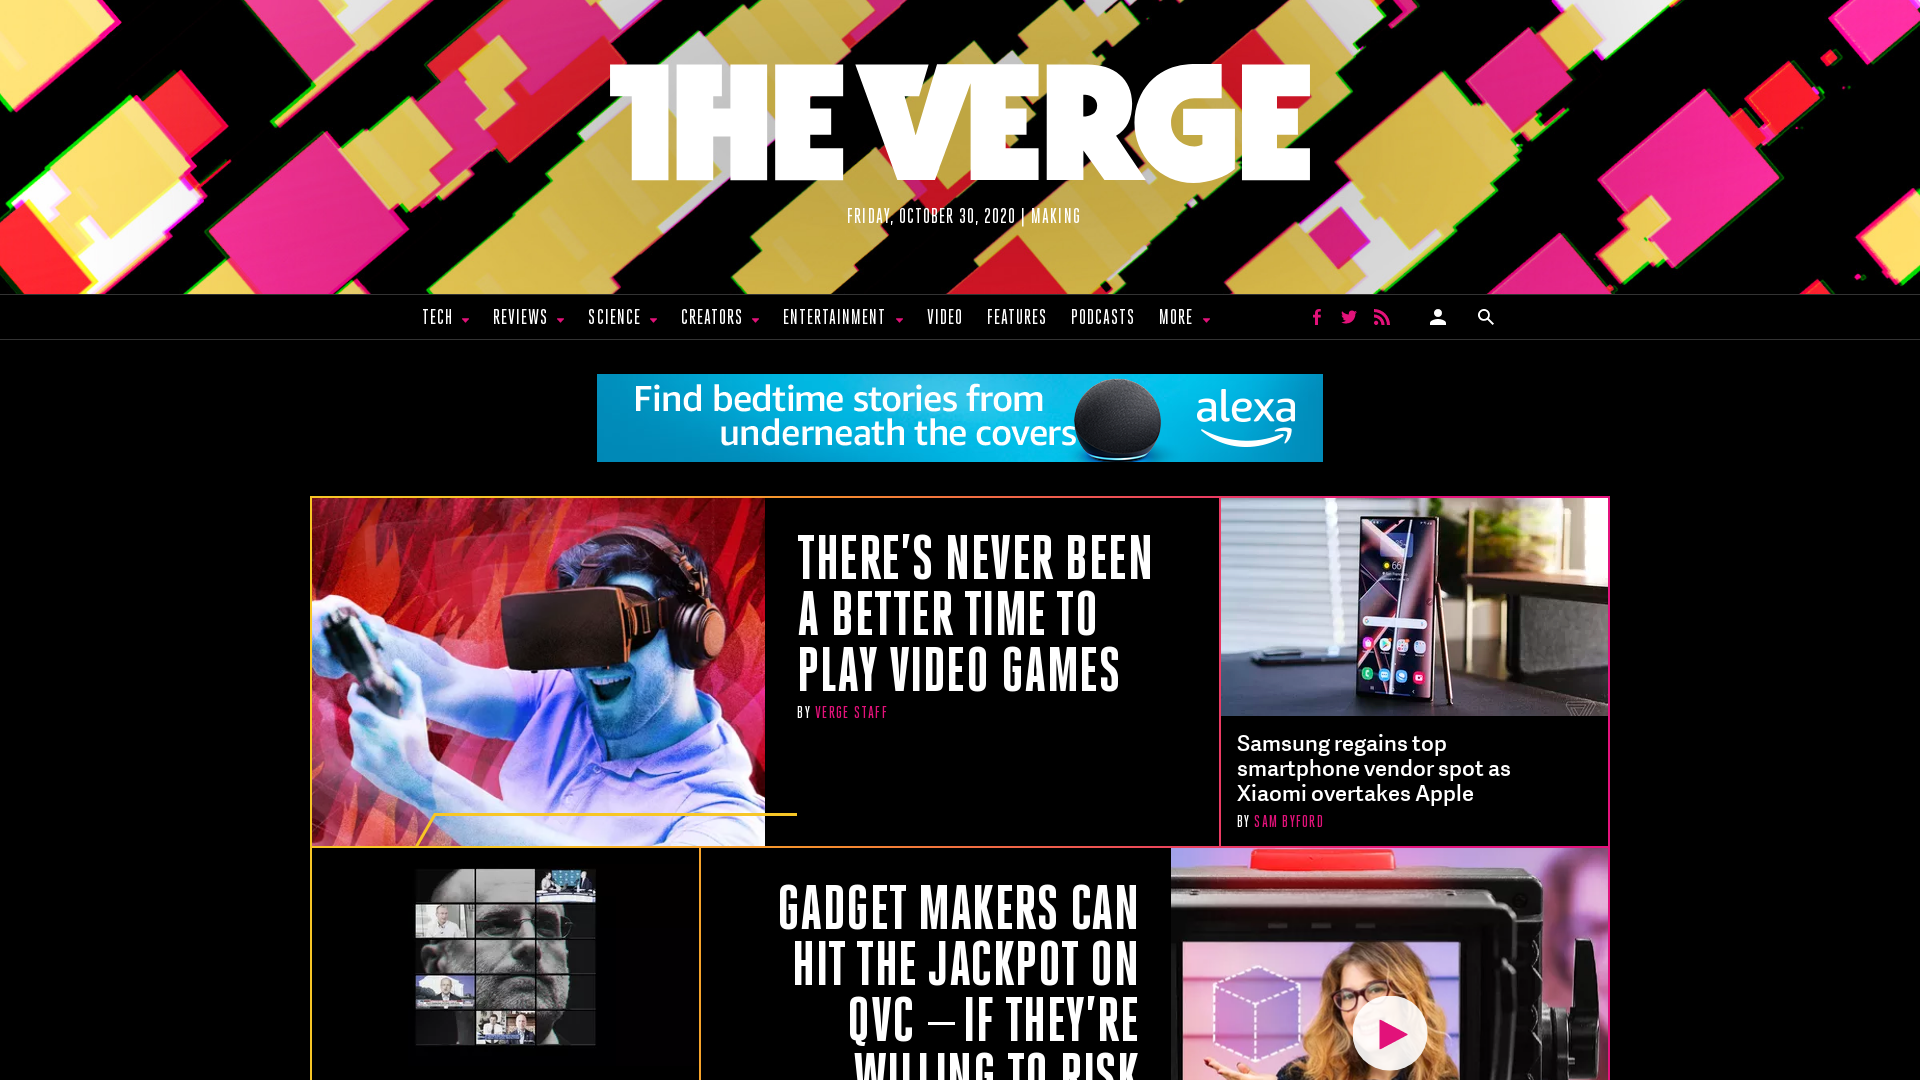 THE VERGE
FRIDAY, OCTOBER 30, 2020 | MAKING
TECH REVIEWS SCIENCE CREATORS ENTERTAINMENT VIDEO FEATURES PODCASTS MORE
Find bedtime stories from
underneath the covers
alexa
THERE'S NEVER BEEN
A BETTER TIME TO
PLAY VIDEO GAMES
BY VERGE STAFF
Samsung regains top
smartphone vendor spot as
Xiaomi overtakes Apple
BY SAM BYFORD
GADGET MAKERS CAN
HIT THE JACKPOT ON
QVC — IF THEY'RE
WILLING TO RISK